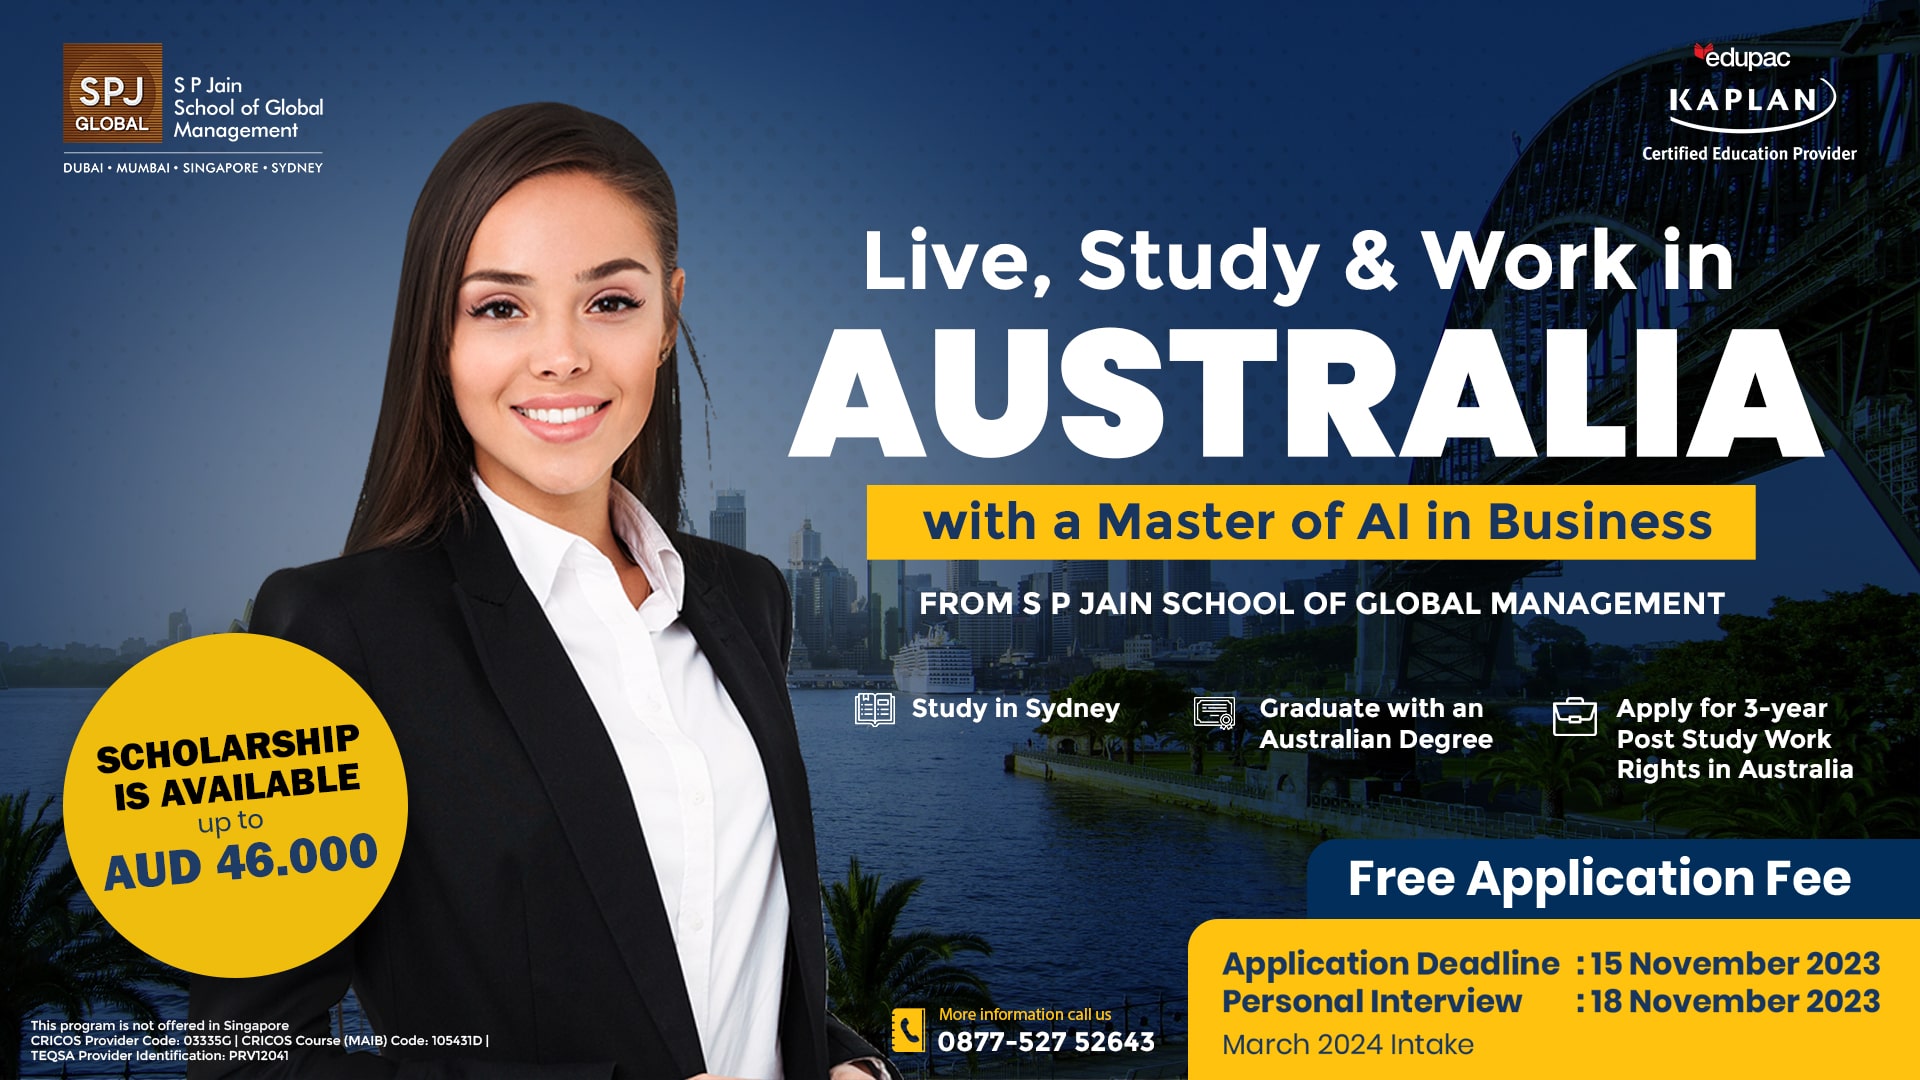 SPJ
GLOBAL
S P Jain
School of Global
Management
DUBAI • MUMBAI • SINGAPORE • SYDNEY
edupac
KAPLAN
Certified Education Provider
Live, Study & Work in
AUSTRALIA
with a Master of AI in Business
FROM S P JAIN SCHOOL OF GLOBAL MANAGEMENT
Study in Sydney
Graduate with an
Australian Degree
Apply for 3-year
Post Study Work
Rights in Australia
SCHOLARSHIP
IS AVAILABLE
up to
AUD 46.000
Free Application Fee
Application Deadline : 15 November 2023
Personal Interview : 18 November 2023
March 2024 Intake
More information call us
0877-527 52643
This program is not offered in Singapore
CRICOS Provider Code: 03335G | CRICOS Course (MAIB) Code: 105431D |
TEQSA Provider Identification: PRV12041